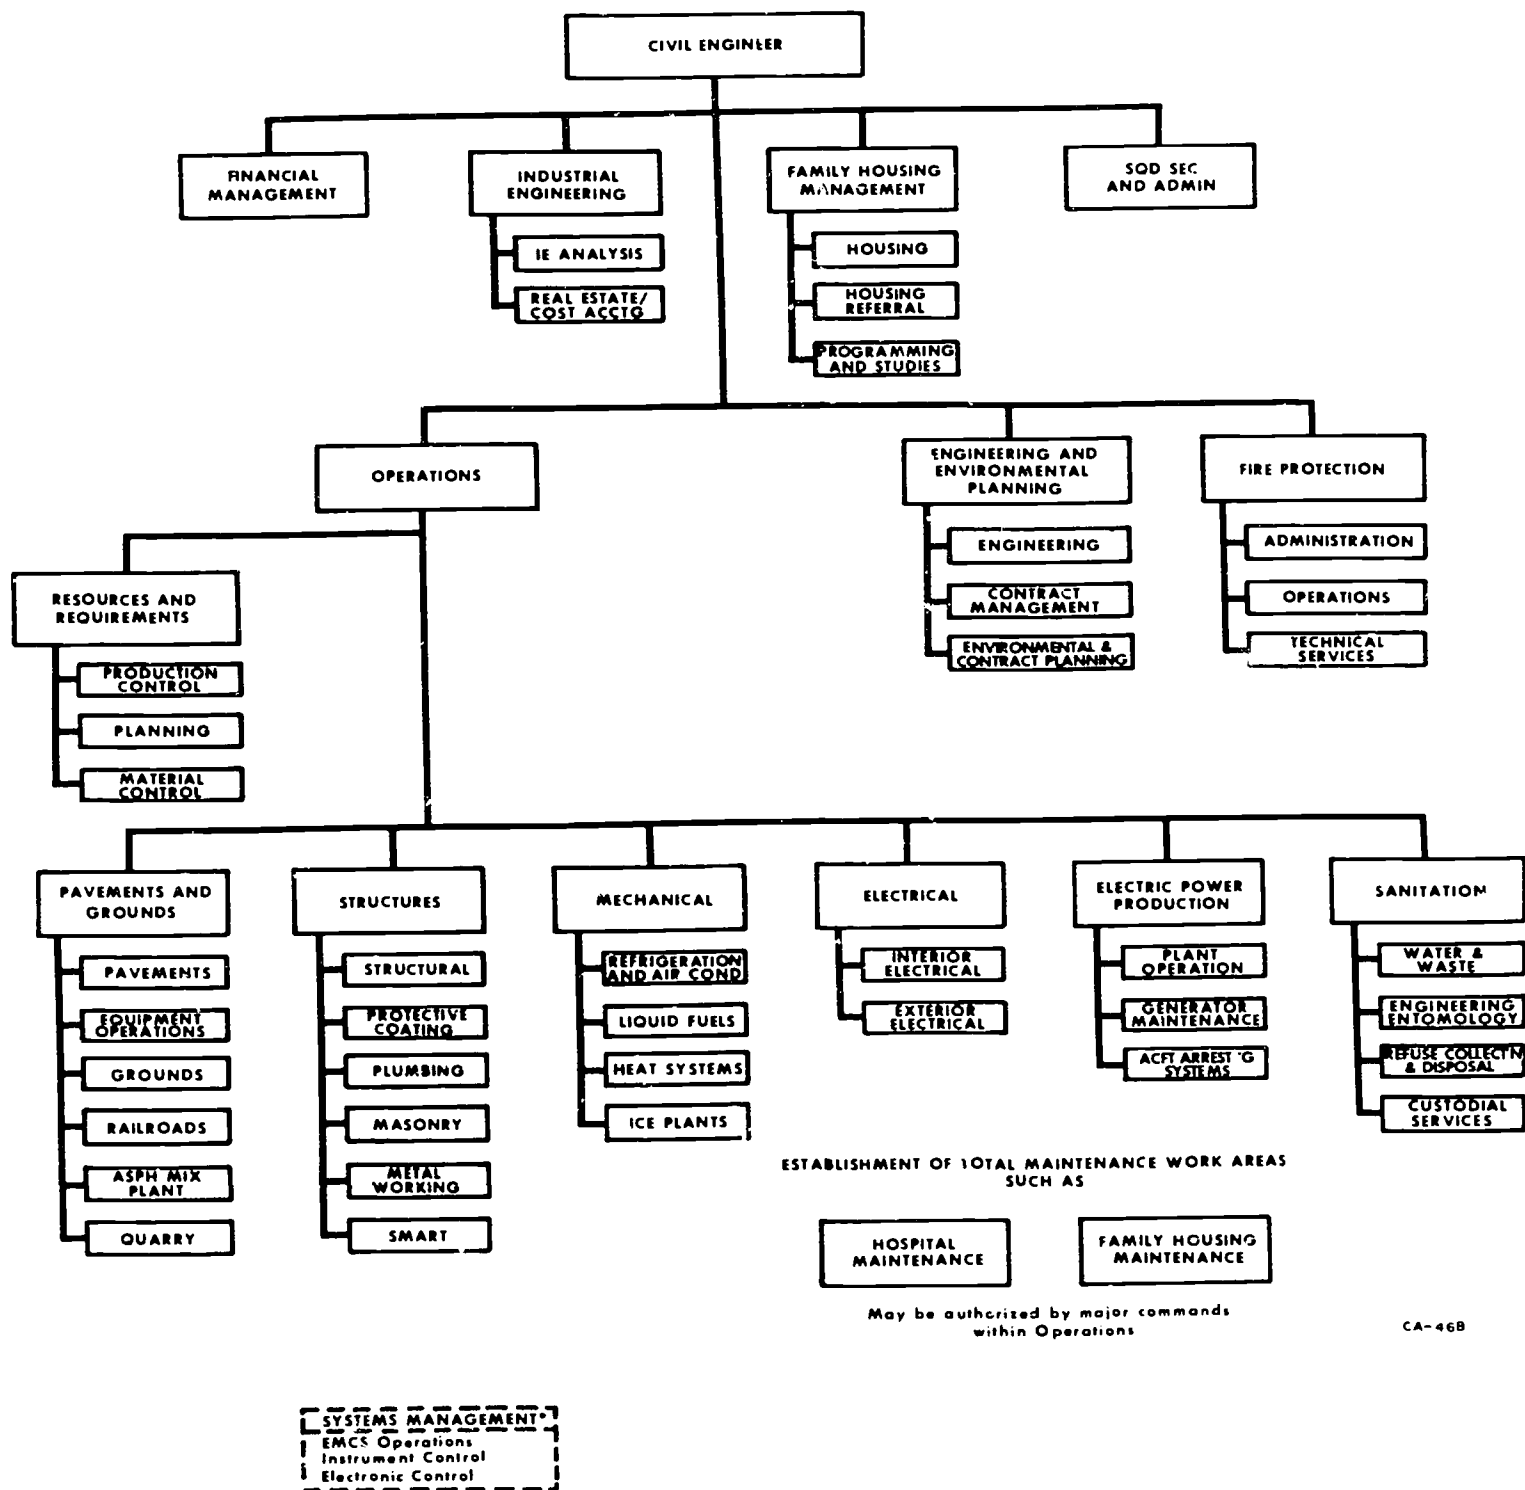 CIVIL ENGINEER
FINANCIAL
MANAGEMENT
INDUSTRIAL
ENGINEERING
IE ANALYSIS
REAL ESTATE/
COST ACCTG
FAMILY HOUSING
MANAGEMENT
HOUSING
HOUSING
REFERRAL
PROGRAMMING
AND STUDIES
SQD SEC
AND ADMIN
OPERATIONS
ENGINEERING AND
ENVIRONMENTAL
PLANNING
ENGINEERING
CONTRACT
MANAGEMENT
ENVIRONMENTAL &
CONTRACT PLANNING
FIRE PROTECTION
ADMINISTRATION
OPERATIONS
TECHNICAL
SERVICES
RESOURCES AND
REQUIREMENTS
PRODUCTION
CONTROL
PLANNING
MATERIAL
CONTROL
PAVEMENTS AND
GROUNDS
PAVEMENTS
EQUIPMENT
OPERATIONS
GROUNDS
RAILROADS
ASPH MIX
PLANT
QUARRY
STRUCTURES
STRUCTURAL
PROTECTIVE
COATING
PLUMBING
MASONRY
METAL
WORKING
SMART
MECHANICAL
REFRIGERATION
AND AIR COND
LIQUID FUELS
HEAT SYSTEMS
ICE PLANTS
ELECTRICAL
INTERIOR
ELECTRICAL
EXTERIOR
ELECTRICAL
ELECTRIC POWER
PRODUCTION
PLANT
OPERATION
GENERATOR
MAINTENANCE
ACFT ARREST'G
SYSTEMS
SANITATION
WATER &
WASTE
ENGINEERING
ENTOMOLOGY
REFUSE COLLECT'N
& DISPOSAL
CUSTODIAL
SERVICES
ESTABLISHMENT OF TOTAL MAINTENANCE WORK AREAS
SUCH AS
HOSPITAL
MAINTENANCE
FAMILY HOUSING
MAINTENANCE
May be authorized by major commands
within Operations
CA-46B
SYSTEMS MANAGEMENT*
EMCS Operations
Instrument Control
Electronic Control